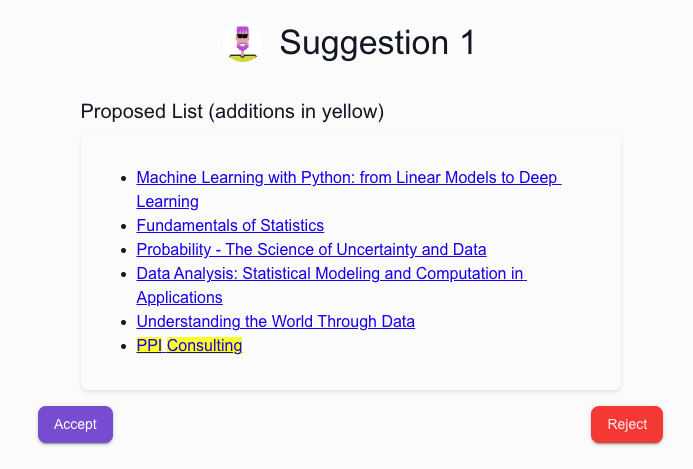 Suggestion 1
Proposed List (additions in yellow)
Machine Learning with Python: from Linear Models to Deep
Learning
Fundamentals of Statistics
Probability - The Science of Uncertainty and Data
Data Analysis: Statistical Modeling and Computation in
Applications
Understanding the World Through Data
PPI Consulting
Accept
Reject